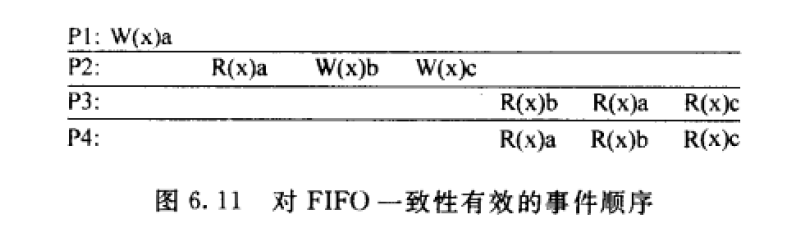 P1: W(x)a
P2: R(x)a W(x)b W(x)c
P3: R(x)b R(x)a R(x)c
P4: R(x)a R(x)b R(x)c
图 6.11 对 FIFO 一致性有效的事件顺序